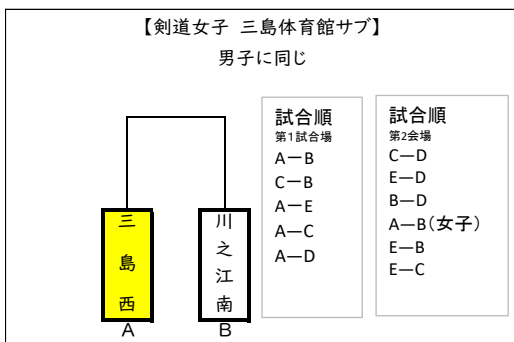 【剣道女子 三島体育館サブ】
男子に同じ
三島西
A
川之江南
B
試合順
第1試合場
A－B
C－B
A－E
A－C
A－D
試合順
第2会場
C－D
E－D
B－D
A－B(女子)
E－B
E－C